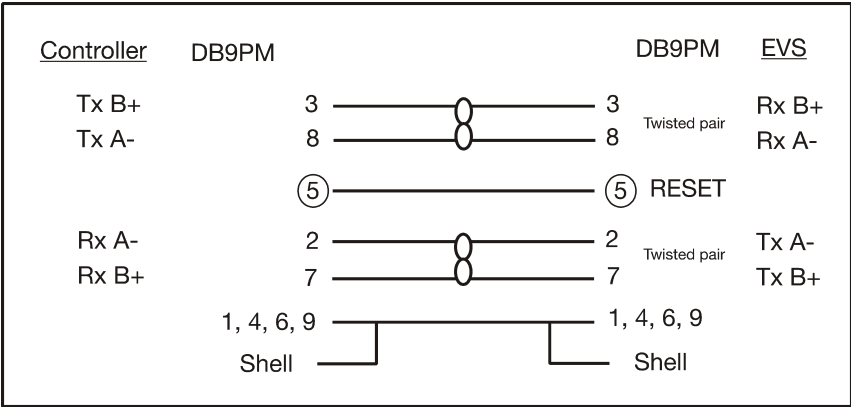 Controller DB9PM DB9PM EVS
Tx B+ 3 3 Twisted pair Rx B+
Tx A- 8 8 Rx A-
5 5 RESET
Rx A- 2 2 Twisted pair Tx A-
Rx B+ 7 7 Tx B+
1, 4, 6, 9 1, 4, 6, 9
Shell Shell